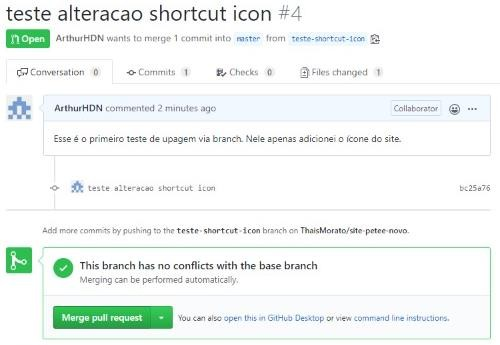 teste alteracao shortcut icon #4
Open ArthurHDN wants to merge 1 commit into master from teste-shortcut-icon
Conversation 0 Commits 1 Checks 0 Files changed 1
ArthurHDN commented 2 minutes ago Collaborator
Esse é o primeiro teste de upagem via branch. Nele apenas adicionei o ícone do site.
teste alteracao shortcut icon bc25a76
Add more commits by pushing to the teste-shortcut-icon branch on ThaisMorato/site-petee-novo.
This branch has no conflicts with the base branch
Merging can be performed automatically.
Merge pull request You can also open this in GitHub Desktop or view command line instructions.